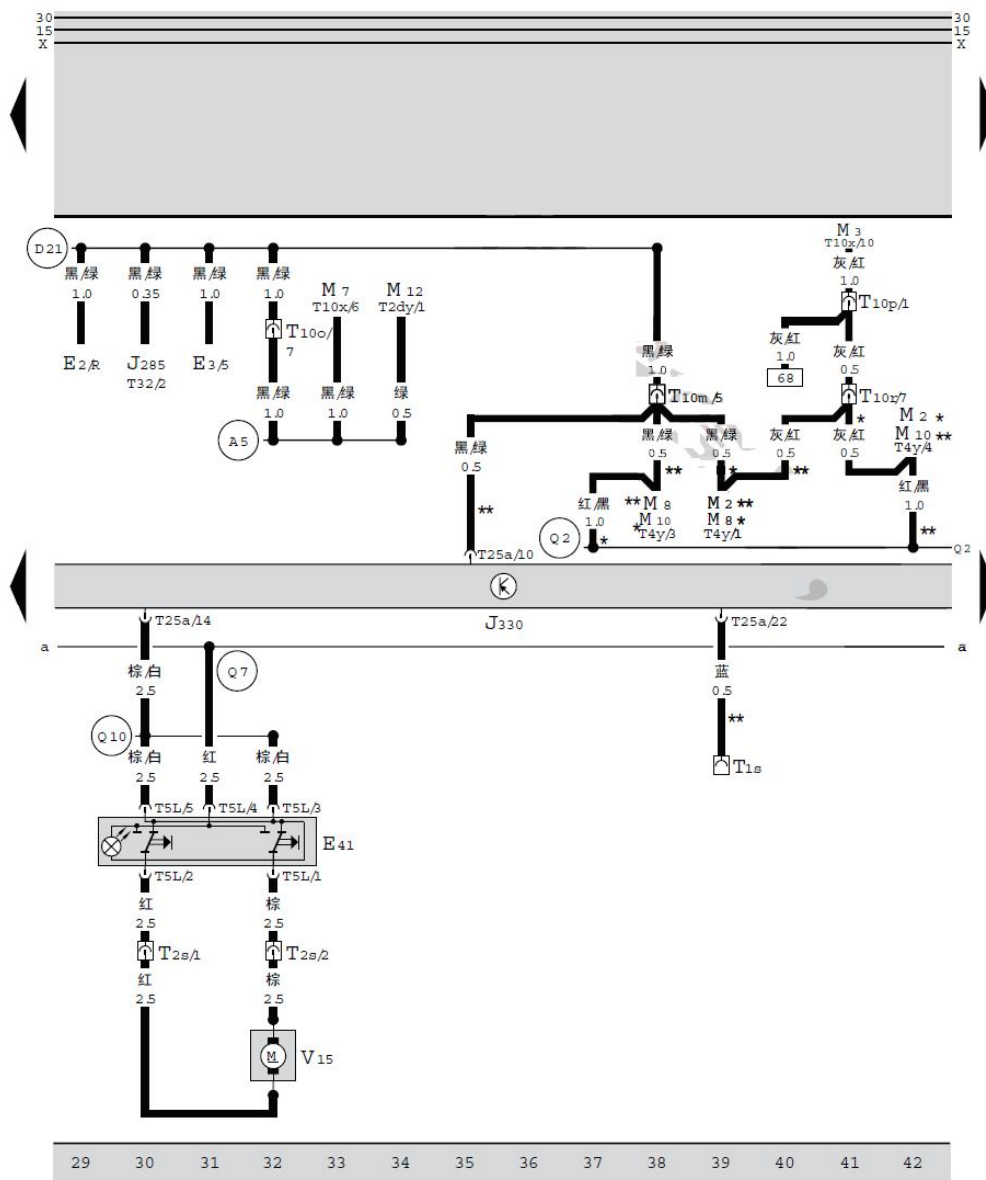 30 30
15 15
X X
M 3
T10x/10
D21
黑/绿 黑/绿 黑/绿 黑/绿 灰/红
1.0 0.35 1.0 1.0 M 7 M 12 1.0
T10x/6 T2dy/1 T10p/1
E2/R J285 E3/5 T10o/
T32/2 7
灰/红 灰/红
黑/绿 1.0 0.5
1.0 68
黑/绿 黑/绿 绿 T10m/5 T10r/7
1.0 1.0 0.5 M 2 *
A5 黑/绿 黑/绿 灰/红 * 灰/红 M 10 **
黑/绿 0.5 0.5 0.5 0.5 T4y/4
0.5 ** * **
红/黑
** 红/黑 ** M 8 M 2 ** 1.0
1.0 * M 10 M 8 *
Q2 * T4y/3 T4y/1 ** Q2
T25a/10
T25a/14 J330 T25a/22
a a
棕/白 Q7 蓝
2.5 0.5
**
Q10
棕/白 红 棕/白 T1s
2.5 2.5 2.5
T5L/5 T5L/4 T5L/3
E41
T5L/2 T5L/1
红 棕
2.5 2.5
T2s/1 T2s/2
红 棕
2.5 2.5
M V15
29 30 31 32 33 34 35 36 37 38 39 40 41 42